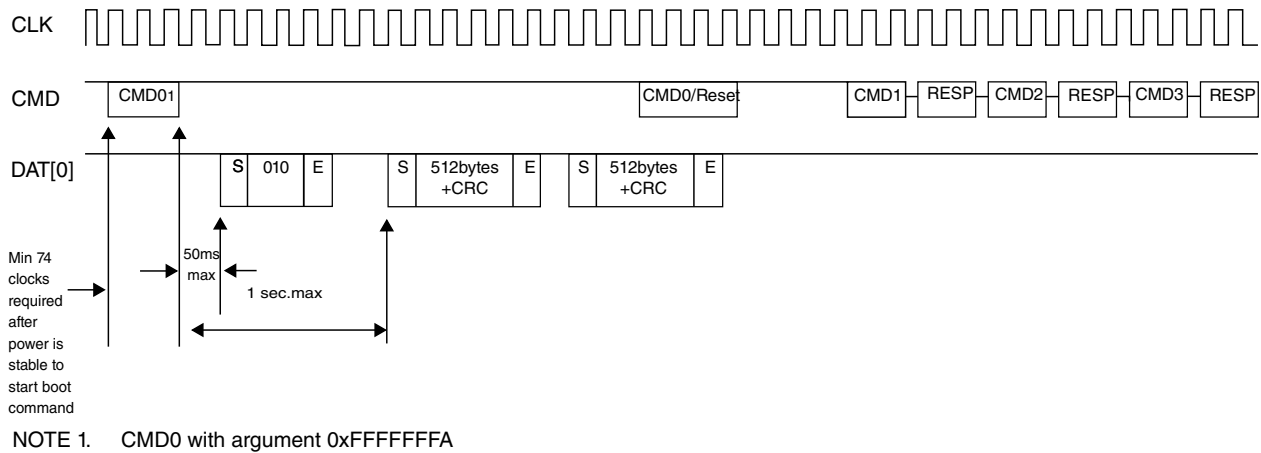 CLK
CMD
CMD01
CMD0/Reset
CMD1
RESP
CMD2
RESP
CMD3
RESP
DAT[0]
S
010
E
S
512bytes
+CRC
E
S
512bytes
+CRC
E
Min 74
clocks
required
after
power is
stable to
start boot
command
50ms
max
1 sec.max
NOTE 1. CMD0 with argument 0xFFFFFFFA